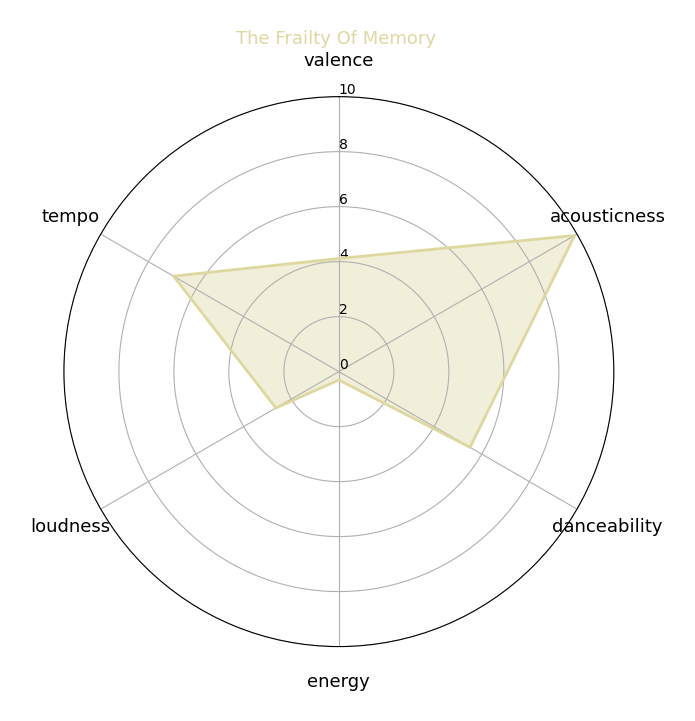 The Frailty Of Memory
valence
10
8
tempo
6
acousticness
4
2
0
loudness
danceability
energy